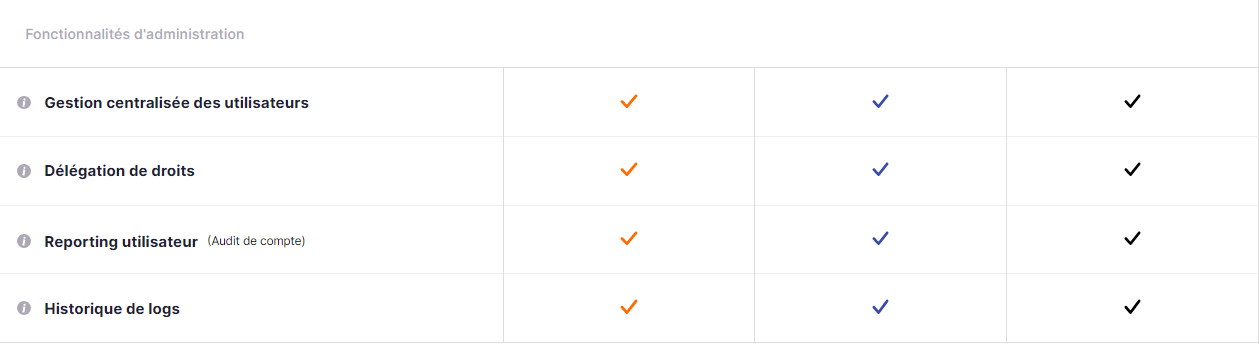 Fonctionnalités d'administration
Gestion centralisée des utilisateurs
Délégation de droits
Reporting utilisateur (Audit de compte)
Historique de logs